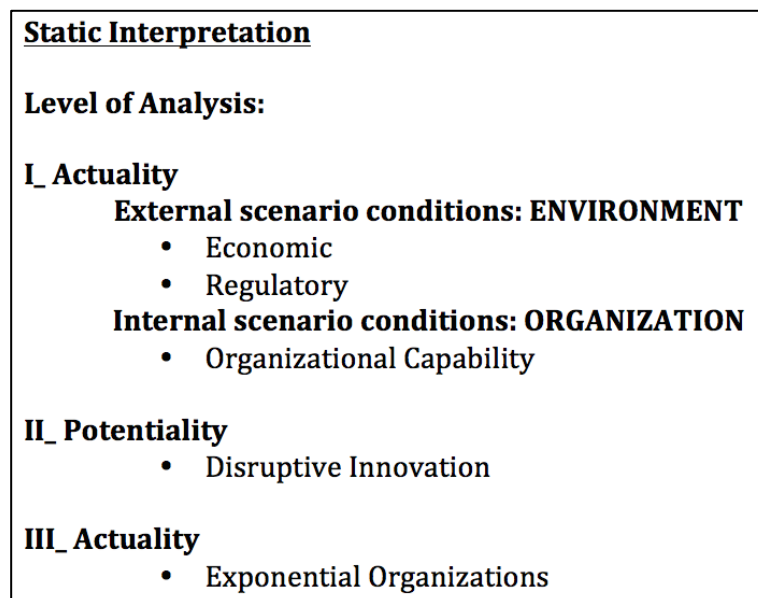 Static Interpretation
Level of Analysis:
I_ Actuality
External scenario conditions: ENVIRONMENT
• Economic
• Regulatory
Internal scenario conditions: ORGANIZATION
• Organizational Capability
II_ Potentiality
• Disruptive Innovation
III_ Actuality
• Exponential Organizations